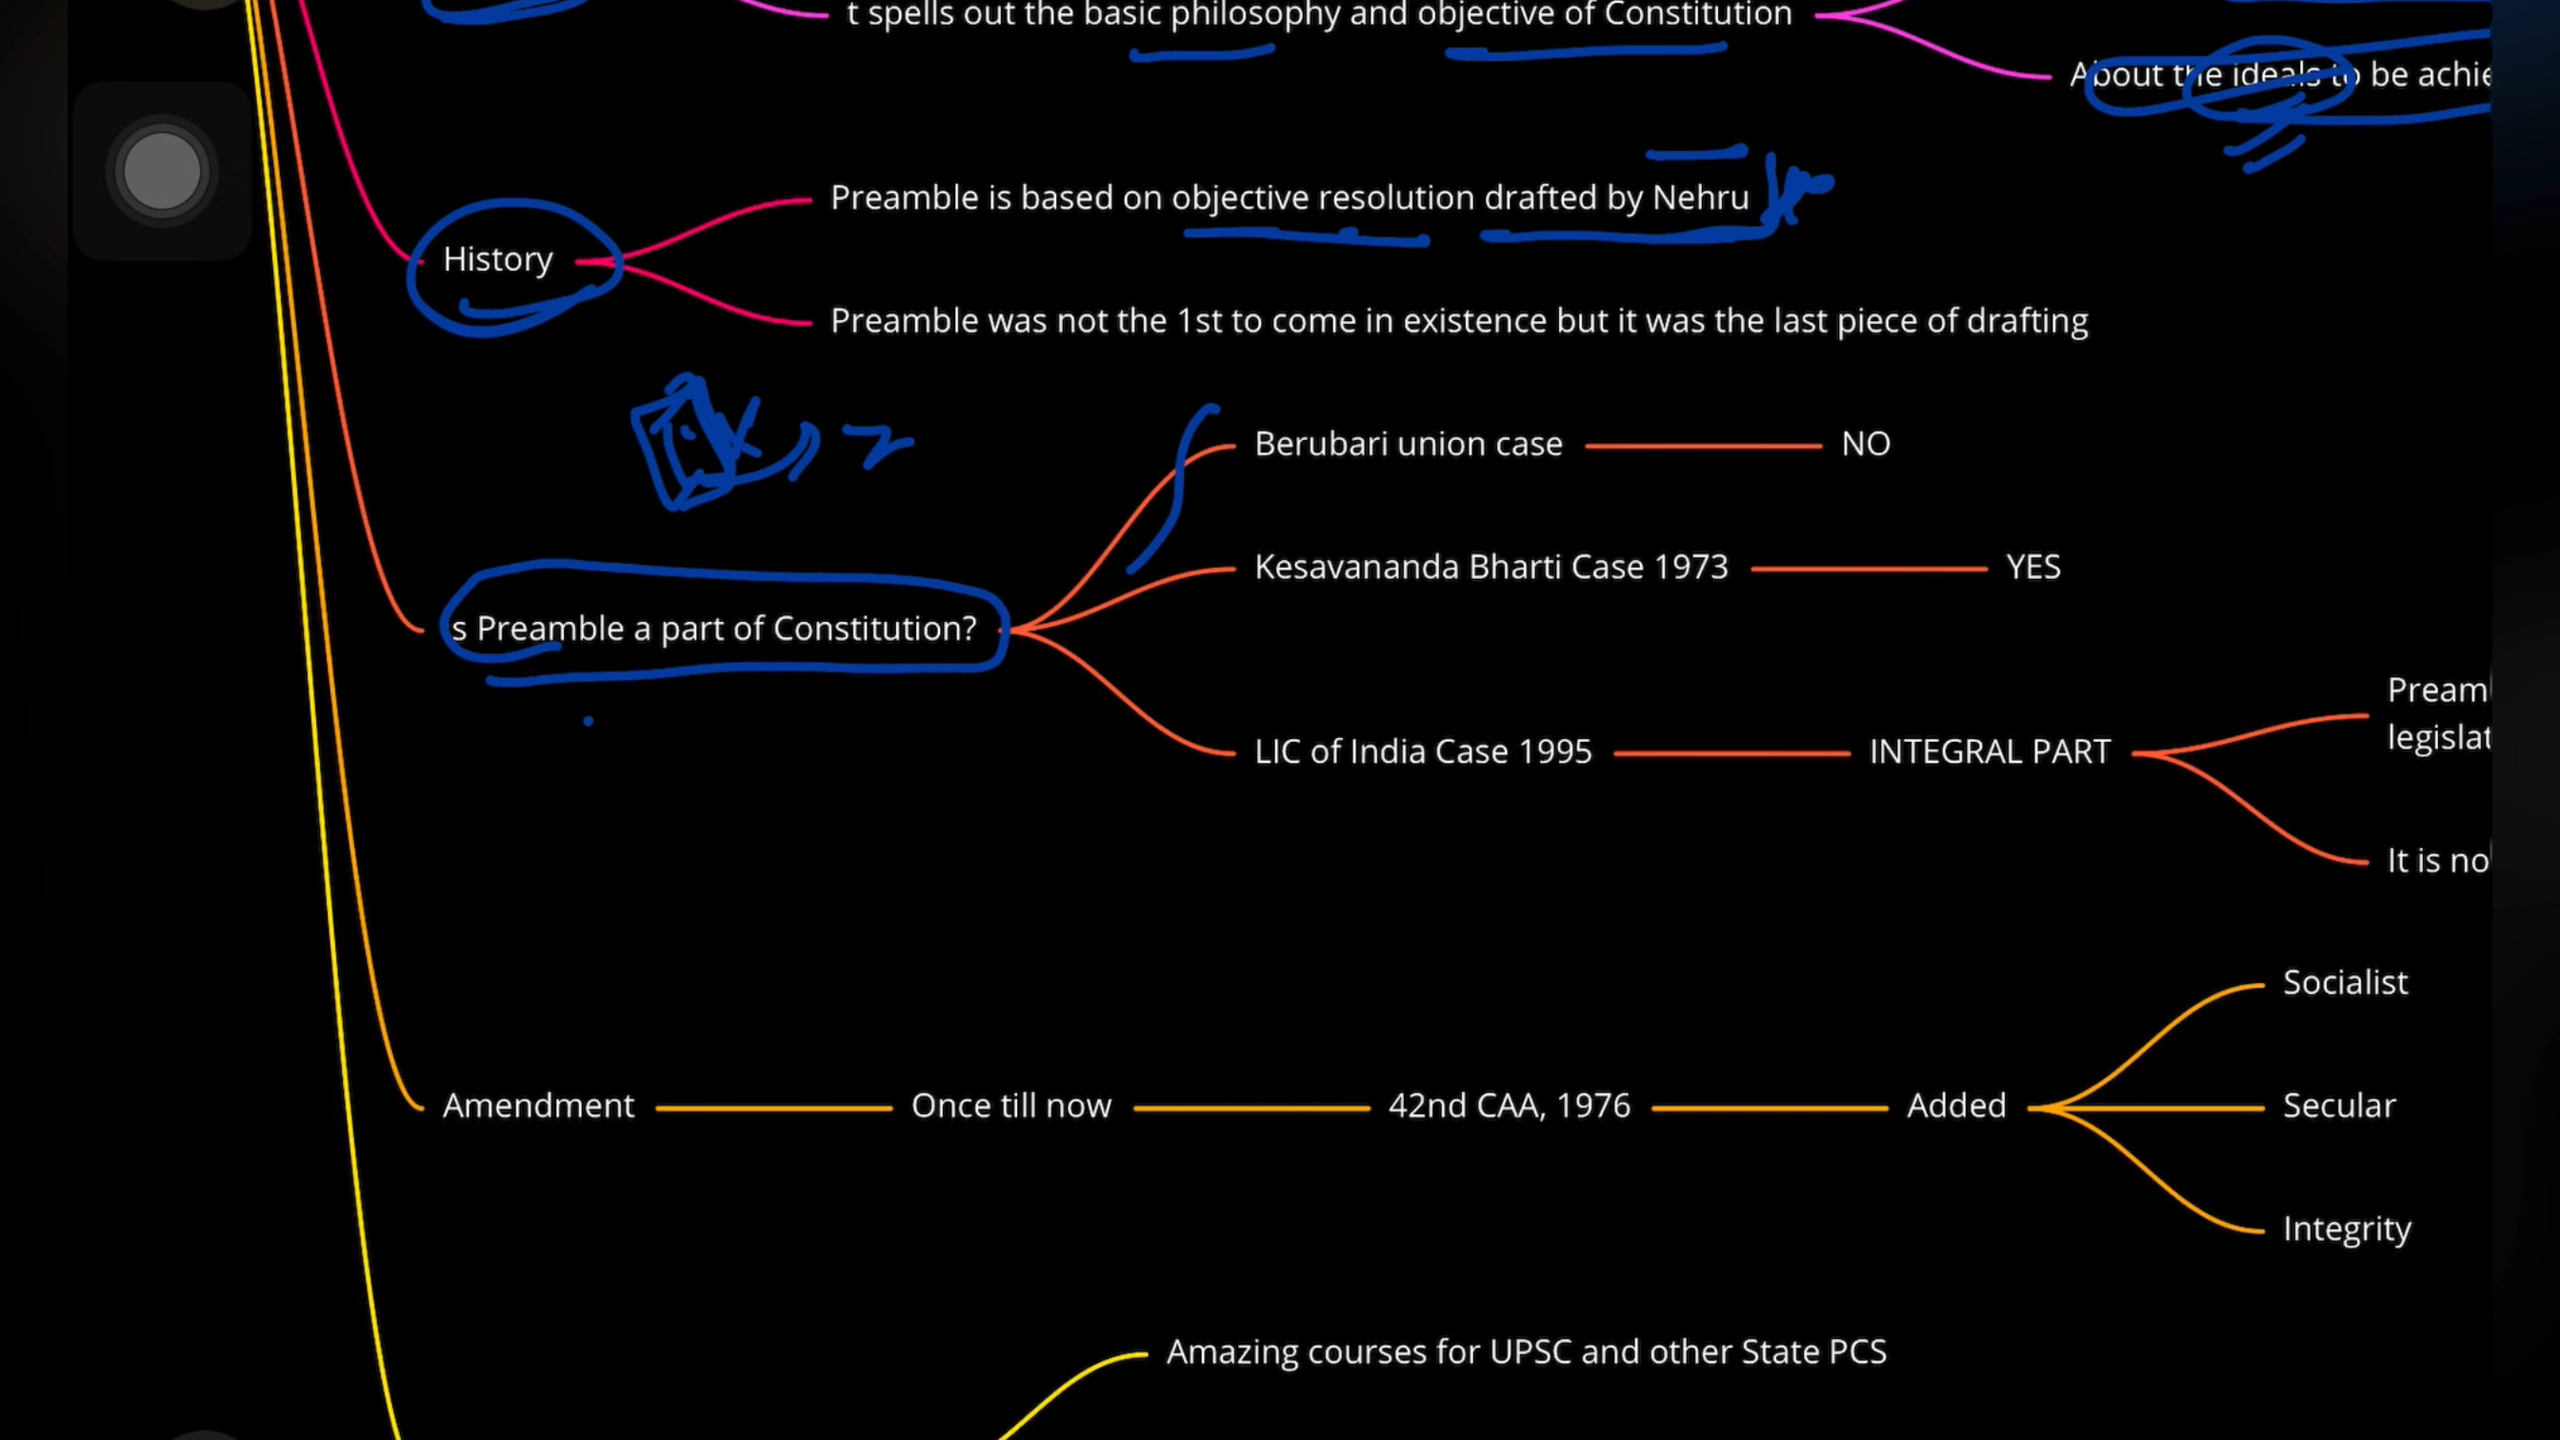 t spells out the basic philosophy and objective of Constitution
About the ideals to be achie
Preamble is based on objective resolution drafted by Nehru
History
Preamble was not the 1st to come in existence but it was the last piece of drafting
Berubari union case
NO
Kesavananda Bharti Case 1973
YES
s Preamble a part of Constitution?
LIC of India Case 1995
INTEGRAL PART
Pream
legislat
It is no
Socialist
Amendment
Once till now
42nd CAA, 1976
Added
Secular
Integrity
Amazing courses for UPSC and other State PCS